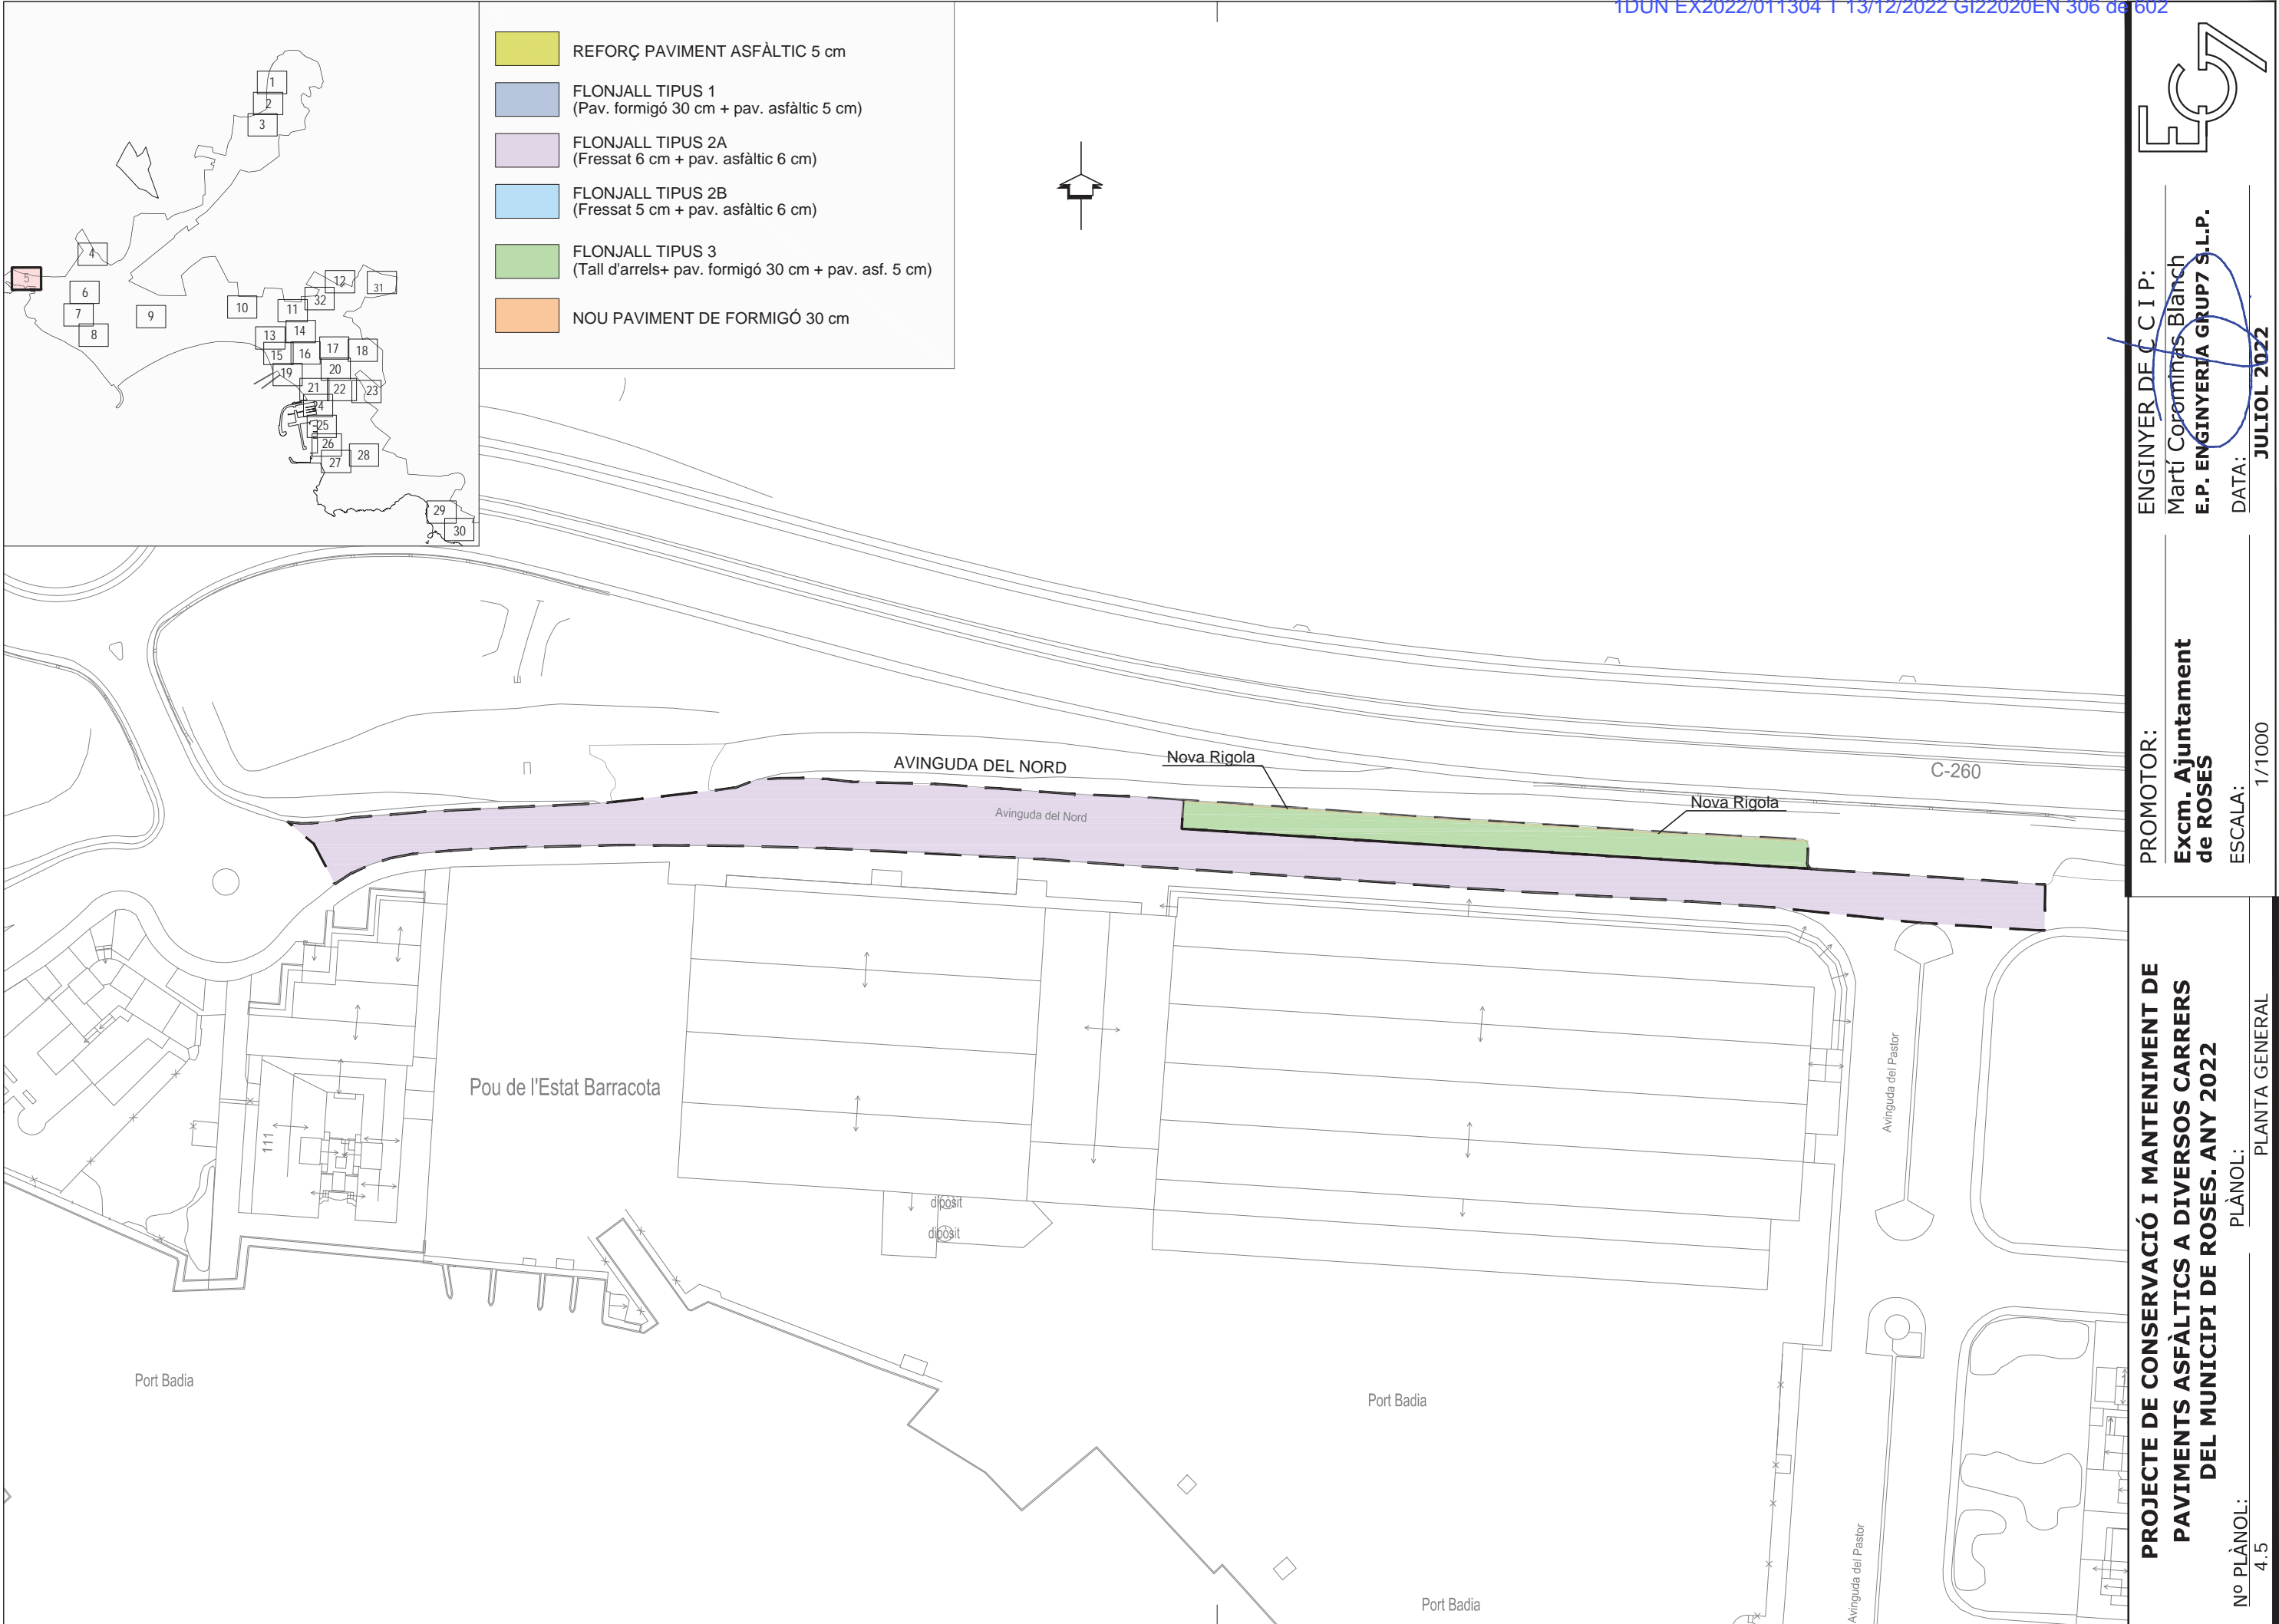 1DUN EX2022/011304 T 13/12/2022 GI22020EN 306 de 602
REFORÇ PAVIMENT ASFÀLTIC 5 cm
FLONJALL TIPUS 1
(Pav. formigó 30 cm + pav. asfàltic 5 cm)
FLONJALL TIPUS 2A
(Fressat 6 cm + pav. asfàltic 6 cm)
FLONJALL TIPUS 2B
(Fressat 5 cm + pav. asfàltic 6 cm)
FLONJALL TIPUS 3
(Tall d'arrels+ pav. formigó 30 cm + pav. asf. 5 cm)
NOU PAVIMENT DE FORMIGÓ 30 cm
1
2
3
4
5
6
7
8
9
10
11
12
31
32
13
14
15
16
17
18
19
20
21
22
23
24
25
26
27
28
29
30
AVINGUDA DEL NORD
Nova Rigola
Nova Rigola
C-260
Avinguda del Nord
Pou de l'Estat Barracota
111
dipòsit
dipòsit
Avinguda del Pastor
Port Badia
Port Badia
Port Badia
Avinguda del Pastor
EC7
ENGINYER DE C C I P:
Martí Corominas Blanch
E.P. ENGINYERIA GRUP7 S.L.P.
DATA:
JULIOL 2022
PROMOTOR:
Excm. Ajuntament
de ROSES
ESCALA:
1/1000
PROJECTE DE CONSERVACIÓ I MANTENIMENT DE
PAVIMENTS ASFÀLTICS A DIVERSOS CARRERS
DEL MUNICIPI DE ROSES. ANY 2022
PLÀNOL:
PLANTA GENERAL
Nº PLÀNOL:
4.5